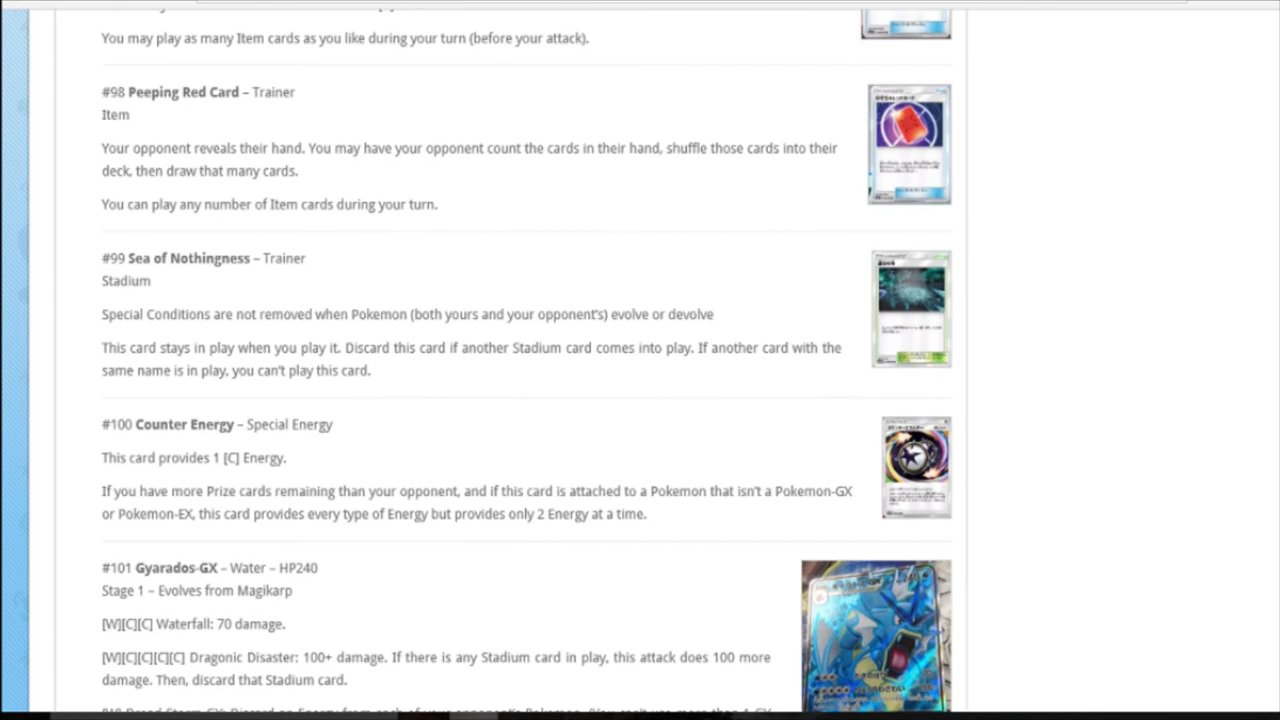 You may play as many Item cards as you like during your turn (before your attack).
#98 Peeping Red Card – Trainer
Item
Your opponent reveals their hand. You may have your opponent count the cards in their hand, shuffle those cards into their
deck, then draw that many cards.
You can play any number of Item cards during your turn.
#99 Sea of Nothingness – Trainer
Stadium
Special Conditions are not removed when Pokemon (both yours and your opponent's) evolve or devolve
This card stays in play when you play it. Discard this card if another Stadium card comes into play. If another card with the
same name is in play, you can't play this card.
#100 Counter Energy – Special Energy
This card provides 1 [C] Energy.
If you have more cards remaining than your opponent, and if this card is attached to a Pokemon that isn't a Pokemon-GX
or Pokemon-EX card provides every type of Energy but provides only 2 Energy at a time.
#101 Gyarados-GX – Water – HP240
Stage 1 – Evolves from Magikarp
[W][C][C] Waterfall: 70 damage.
[W][C][C][C][C] Dragonic Disaster: 100+ damage. If there is any Stadium card in play, this attack does 100 more
damage. Then, discard that Stadium card.